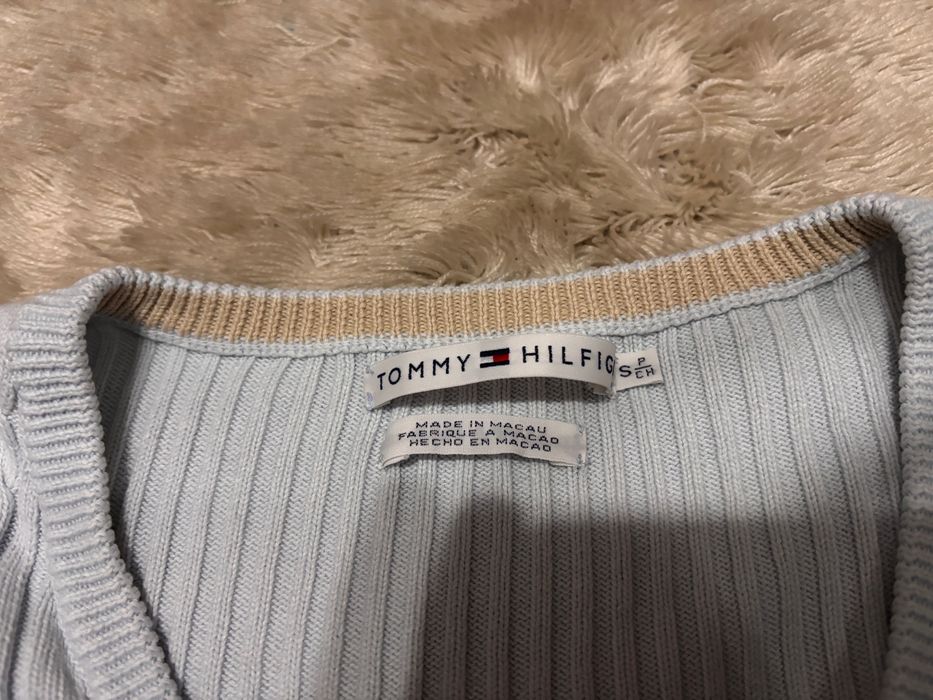 TOMMY HILFIG
S P/CH
MADE IN MACAU
FABRIQUE A MACAO
HECHO EN MACAO